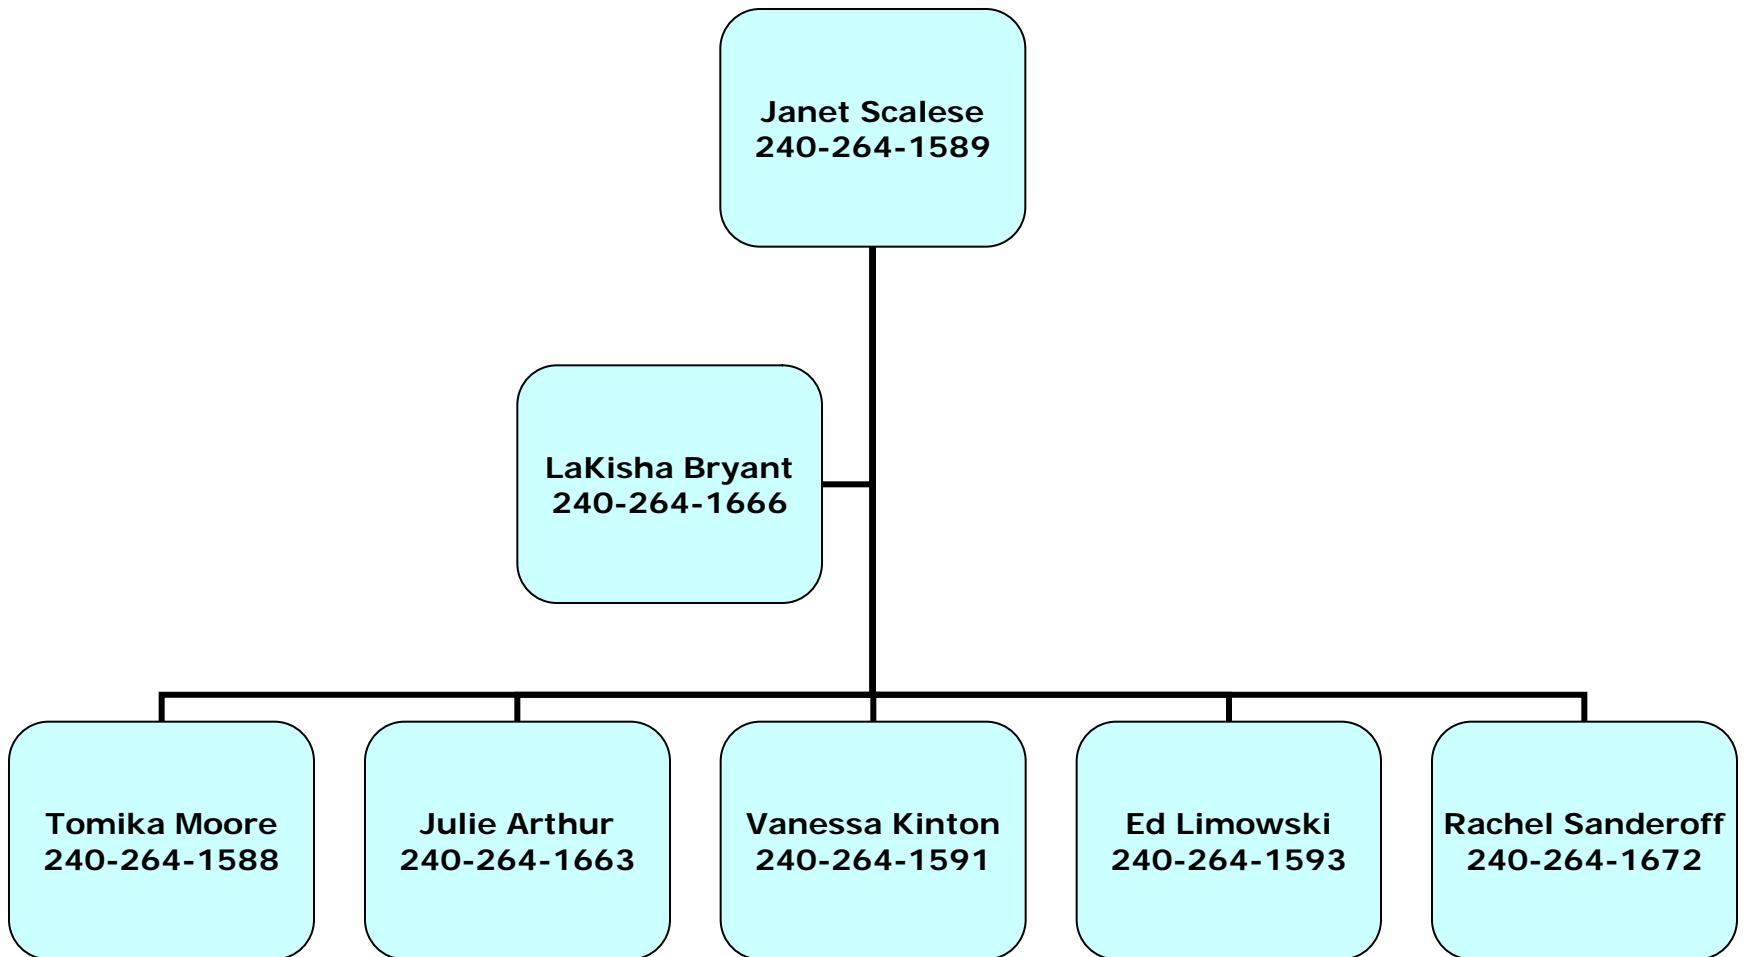 Janet Scalese
240-264-1589
LaKisha Bryant
240-264-1666
Tomika Moore
240-264-1588
Julie Arthur
240-264-1663
Vanessa Kinton
240-264-1591
Ed Limowski
240-264-1593
Rachel Sanderoff
240-264-1672